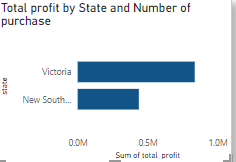 Total profit by State and Number of
purchase
state
Victoria
New South...
0.0M 0.5M 1.0M
Sum of total_profit